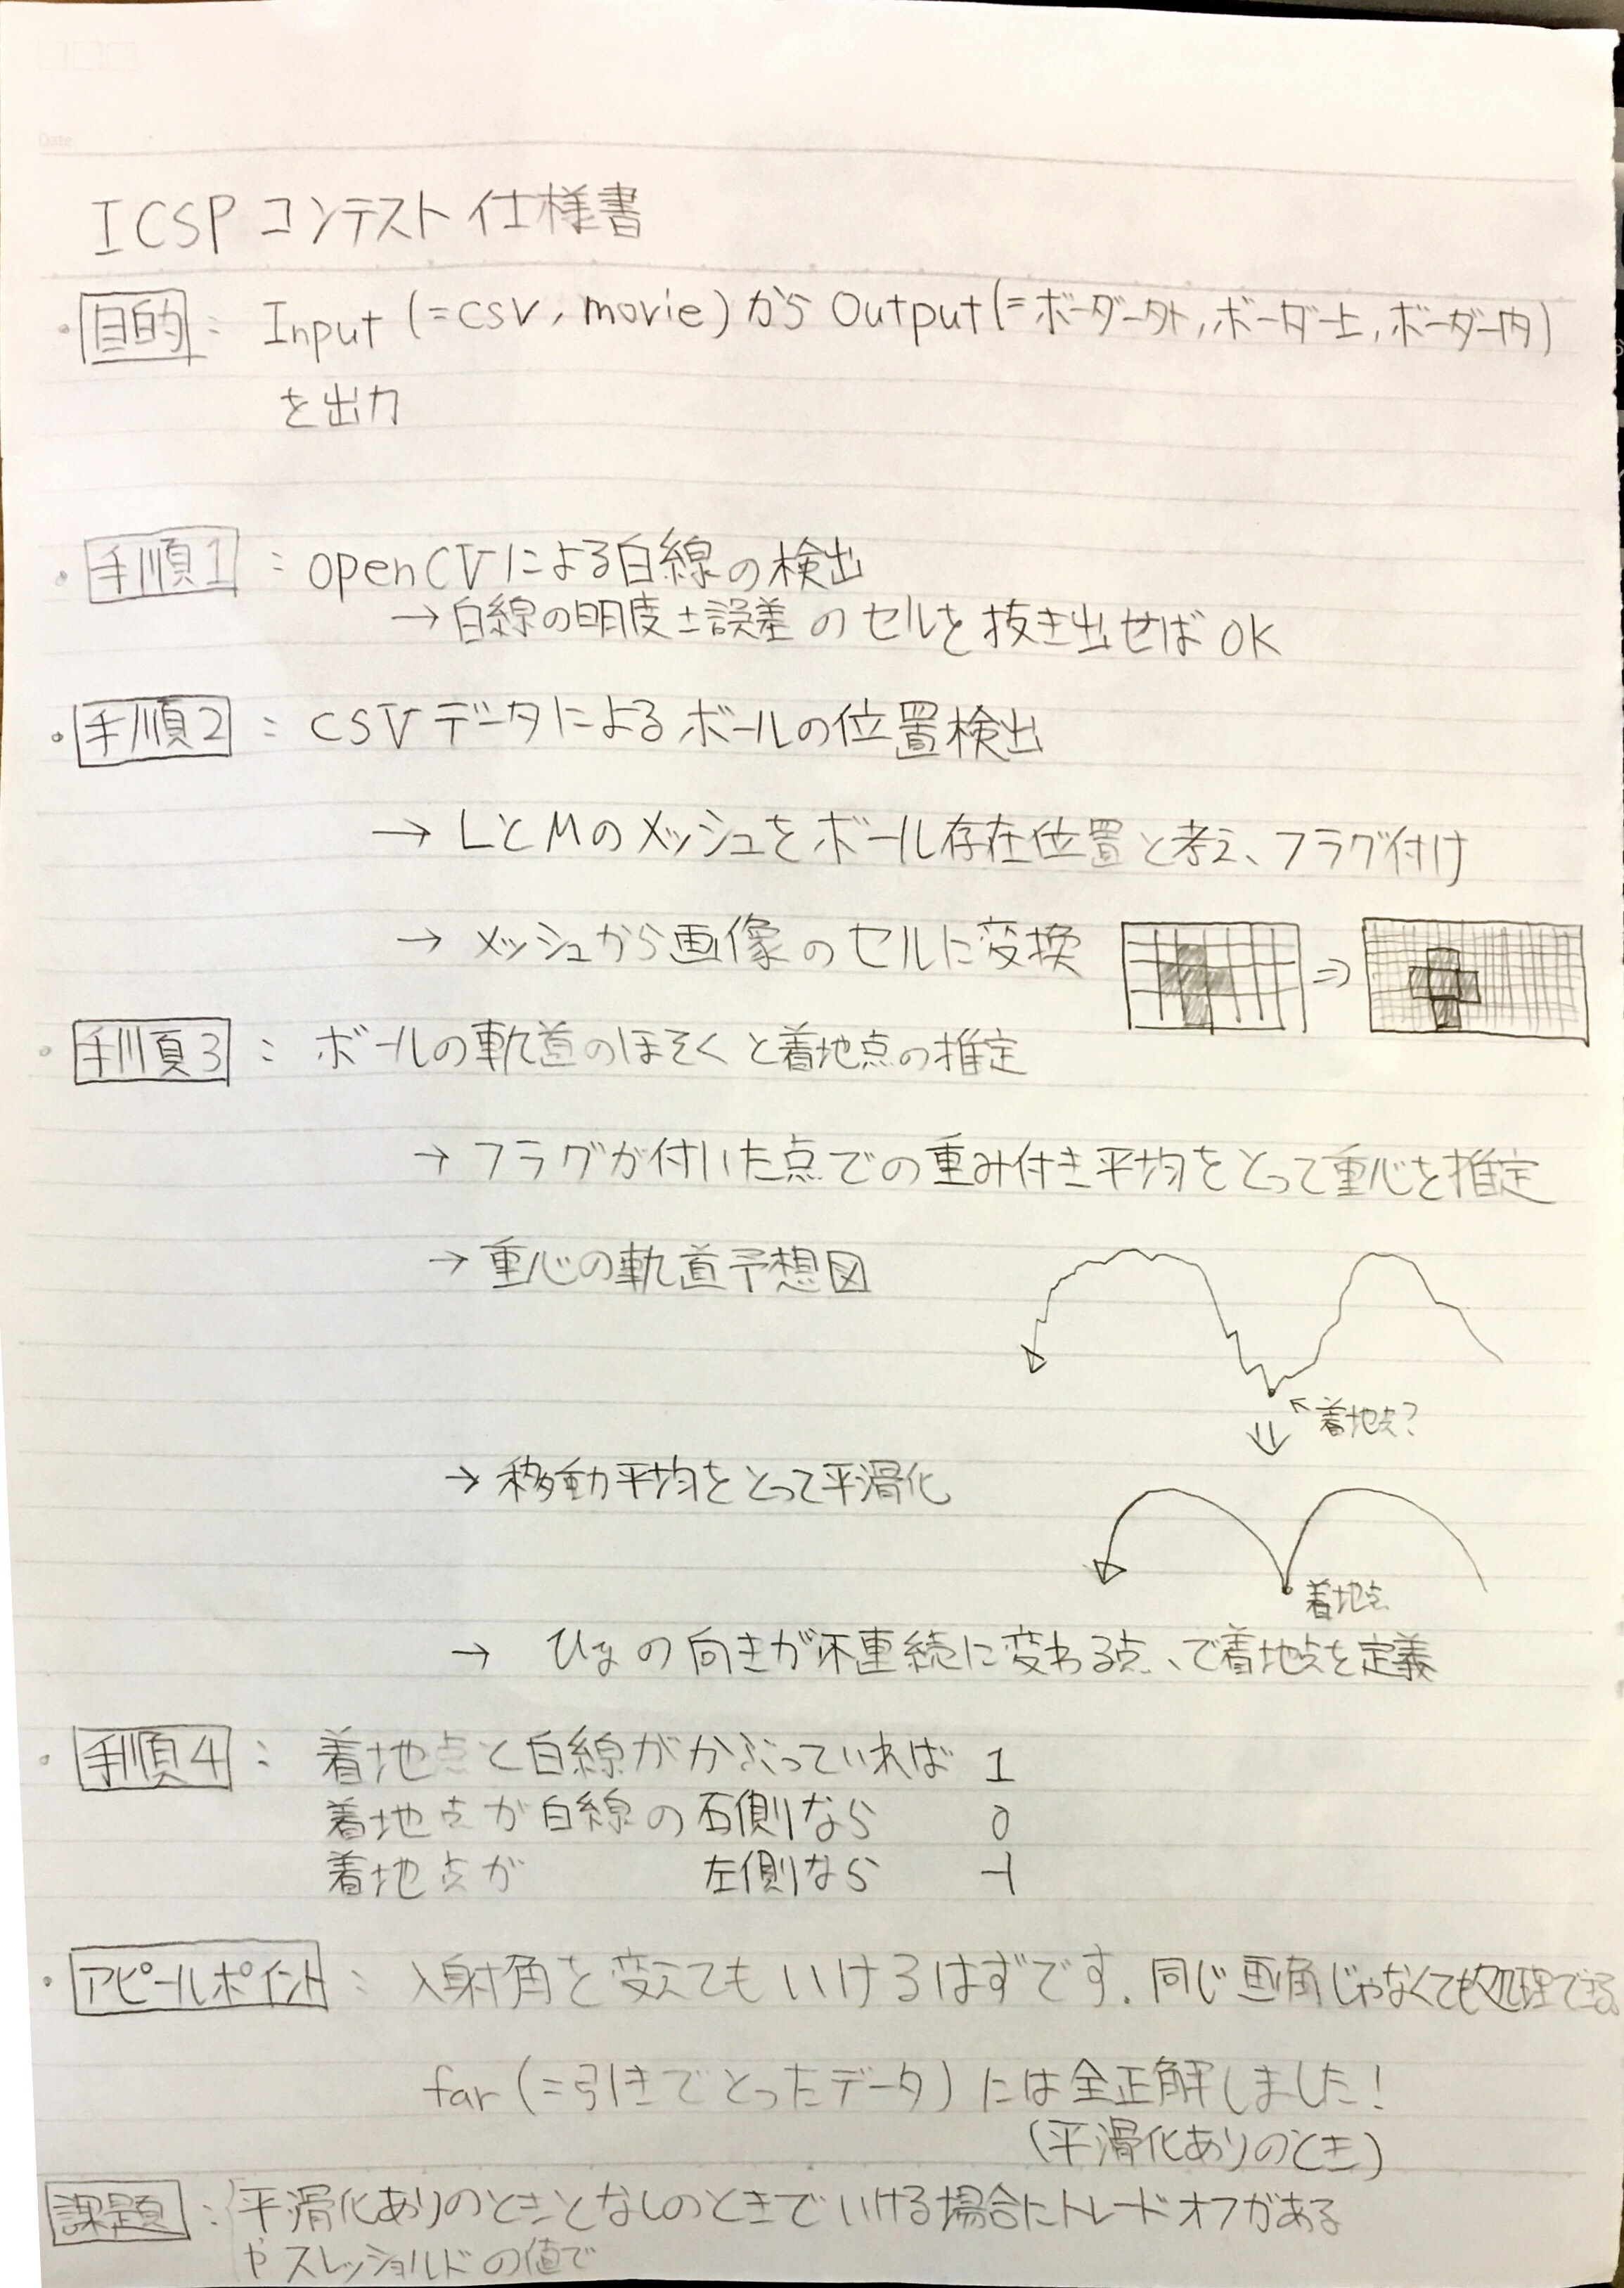 Date
ICSP コンテスト 仕様書
・目的 : Input (=csv, movie) から Output (=ボーダー外, ボーダー上, ボーダー内)
を出力
・手順1 : openCVによる白線の検出
→ 白線の明度±誤差 のセルを抜き出せば OK
・手順2 : CSVデータによるボールの位置検出
→ LとMのメッシュをボール存在位置と考え、フラグ付け
→ メッシュから画像のセルに変換 ⇒
・手順3 : ボールの軌道のほそくと着地点の推定
→ フラグが付いた点での重み付き平均をとって重心を推定
→ 重心の軌道予想図
← 着地点?
→ 移動平均をとって平滑化
着地点
→ の向きが不連続に変わる点、で着地点を定義
・手順4 : 着地点と白線がかぶっていれば 1
着地点が白線の右側なら 0
着地点が 左側なら -1
・アピールポイント : 入射角を変えてもいけるはずです. 同じ画角じゃなくても処理できる
far (=引きでとったデータ) には全正解しました!
(平滑化ありのとき)
課題 : 平滑化ありのときとなしのときでいける場合にトレードオフがある
やスレッショルドの値で